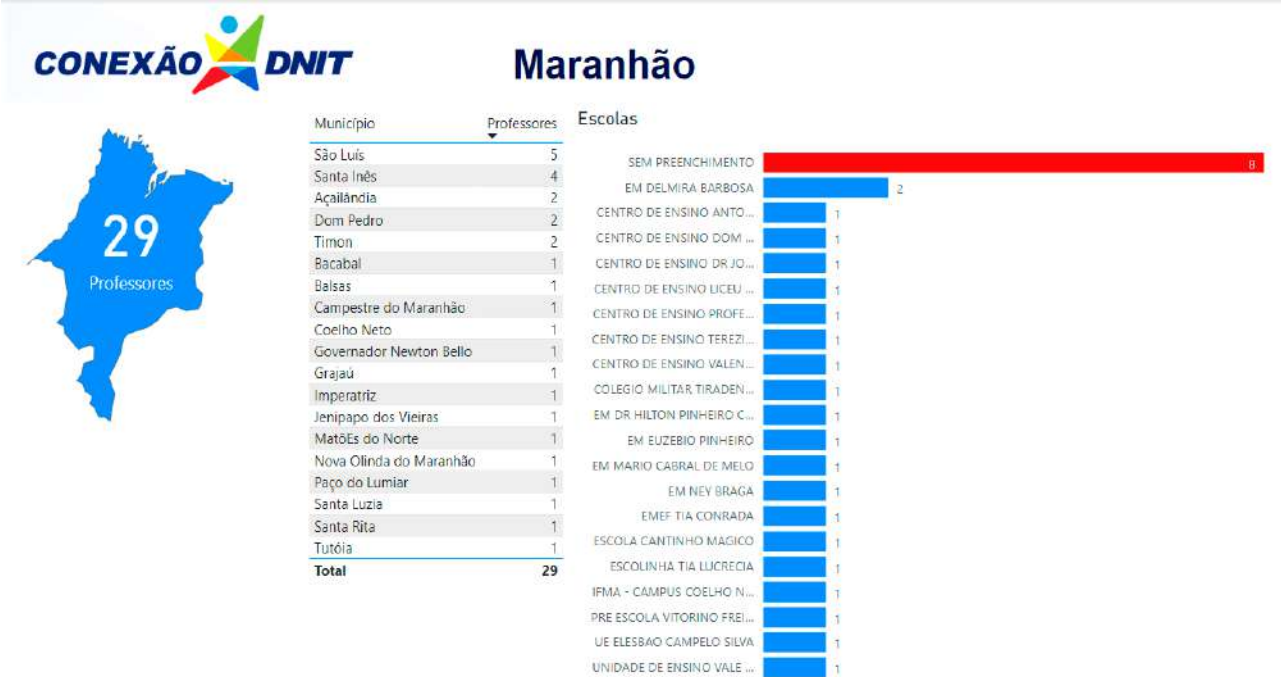 CONEXÃO DNIT
Maranhão
29
Professores
Município Professores
São Luís 5
Santa Inês 4
Açailândia 2
Dom Pedro 2
Timon 2
Bacabal 1
Balsas 1
Campestre do Maranhão 1
Coelho Neto 1
Governador Newton Bello 1
Grajaú 1
Imperatriz 1
Jenipapo dos Vieiras 1
MatõEs do Norte 1
Nova Olinda do Maranhão 1
Paço do Lumiar 1
Santa Luzia 1
Santa Rita 1
Tutóia 1
Total 29
Escolas
SEM PREENCHIMENTO 8
EM DELMIRA BARBOSA 2
CENTRO DE ENSINO ANTO... 1
CENTRO DE ENSINO DOM ... 1
CENTRO DE ENSINO DR JO... 1
CENTRO DE ENSINO LICEU ... 1
CENTRO DE ENSINO PROFE... 1
CENTRO DE ENSINO TEREZI... 1
CENTRO DE ENSINO VALEN... 1
COLEGIO MILITAR TIRADEN... 1
EM DR HILTON PINHEIRO C... 1
EM EUZEBIO PINHEIRO 1
EM MARIO CABRAL DE MELO 1
EM NEY BRAGA 1
EMEF TIA CONRADA 1
ESCOLA CANTINHO MAGICO 1
ESCOLINHA TIA LUCRECIA 1
IFMA - CAMPUS COELHO N... 1
PRE ESCOLA VITORINO FREI... 1
UE ELESBAO CAMPELO SILVA 1
UNIDADE DE ENSINO VALE ... 1